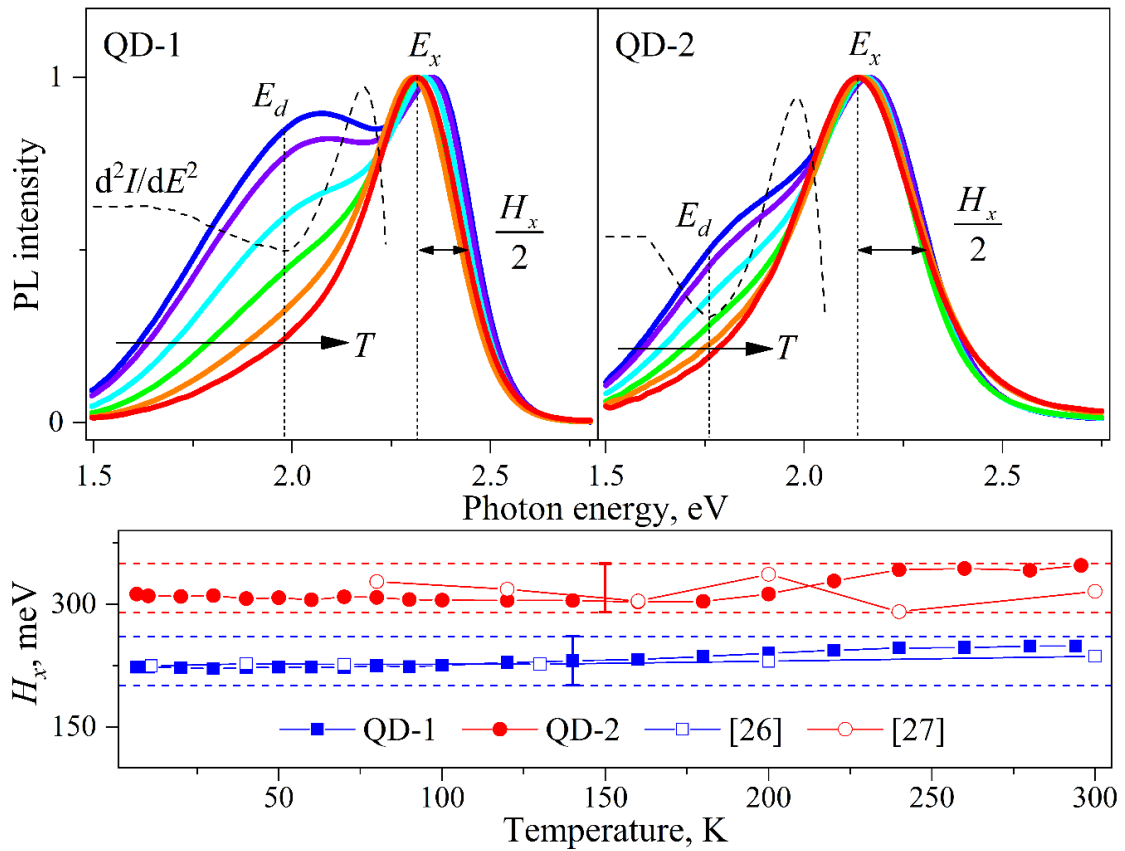 QD-1
E_x
QD-2
E_x
E_d
d²I/dE²
H_x
2
E_d
H_x
2
T
T
PL intensity
1
0
1.5
2.0
2.5
1.5
2.0
2.5
Photon energy, eV
H_x, meV
300
150
QD-1
QD-2
[26]
[27]
50
100
150
200
250
300
Temperature, K